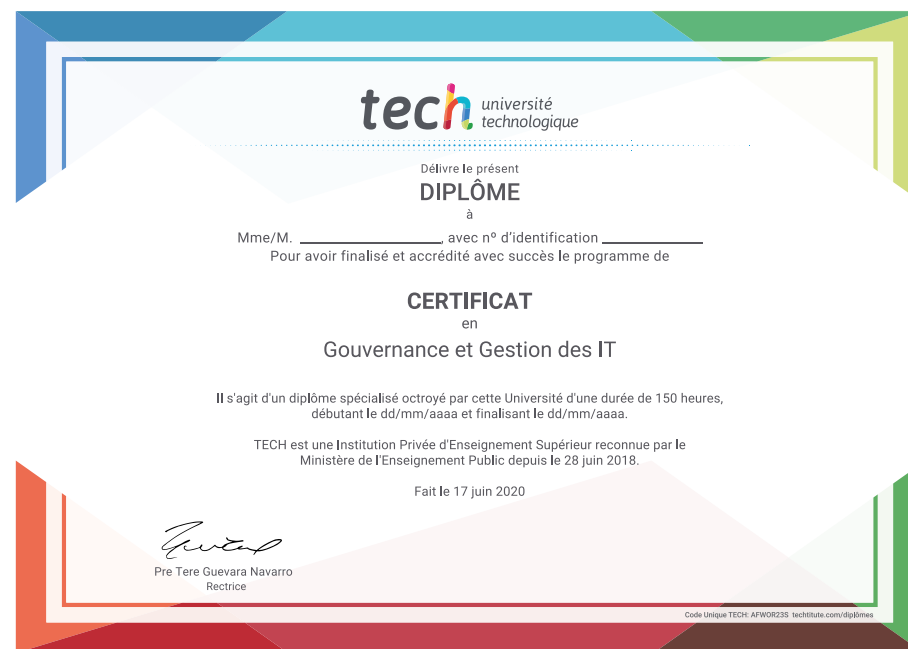 tech université
technologique
Délivre le présent
DIPLÔME
à
Mme/M. ____________________, avec nº d'identification ______________
Pour avoir finalisé et accrédité avec succès le programme de
CERTIFICAT
en
Gouvernance et Gestion des IT
Il s'agit d'un diplôme spécialisé octroyé par cette Université d'une durée de 150 heures,
débutant le dd/mm/aaaa et finalisant le dd/mm/aaaa.
TECH est une Institution Privée d'Enseignement Supérieur reconnue par le
Ministère de l'Enseignement Public depuis le 28 juin 2018.
Fait le 17 juin 2020
Pre Tere Guevara Navarro
Rectrice
Code Unique TECH: AFWOR23S techtitute.com/diplômes